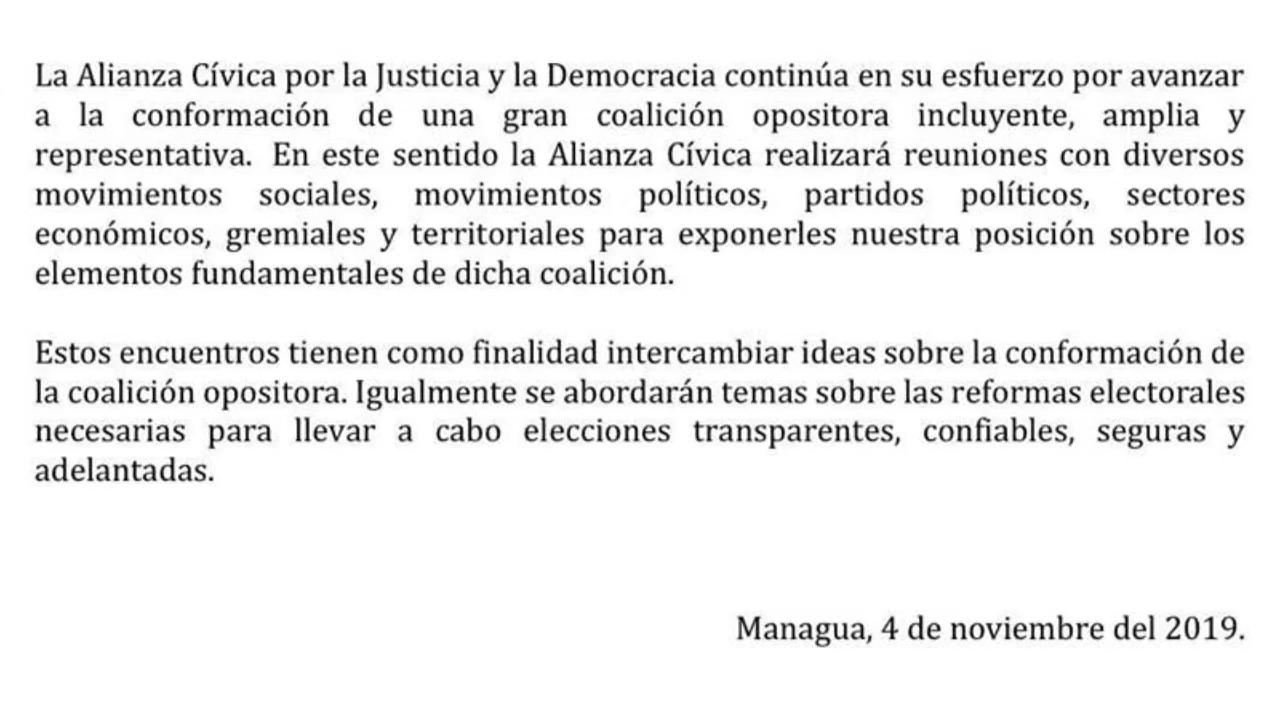 La Alianza Cívica por la Justicia y la Democracia continúa en su esfuerzo por avanzar
a la conformación de una gran coalición opositora incluyente, amplia y
representativa. En este sentido la Alianza Cívica realizará reuniones con diversos
movimientos sociales, movimientos políticos, partidos políticos, sectores
económicos, gremiales y territoriales para exponerles nuestra posición sobre los
elementos fundamentales de dicha coalición.
Estos encuentros tienen como finalidad intercambiar ideas sobre la conformación de
la coalición opositora. Igualmente se abordarán temas sobre las reformas electorales
necesarias para llevar a cabo elecciones transparentes, confiables, seguras y
adelantadas.
Managua, 4 de noviembre del 2019.